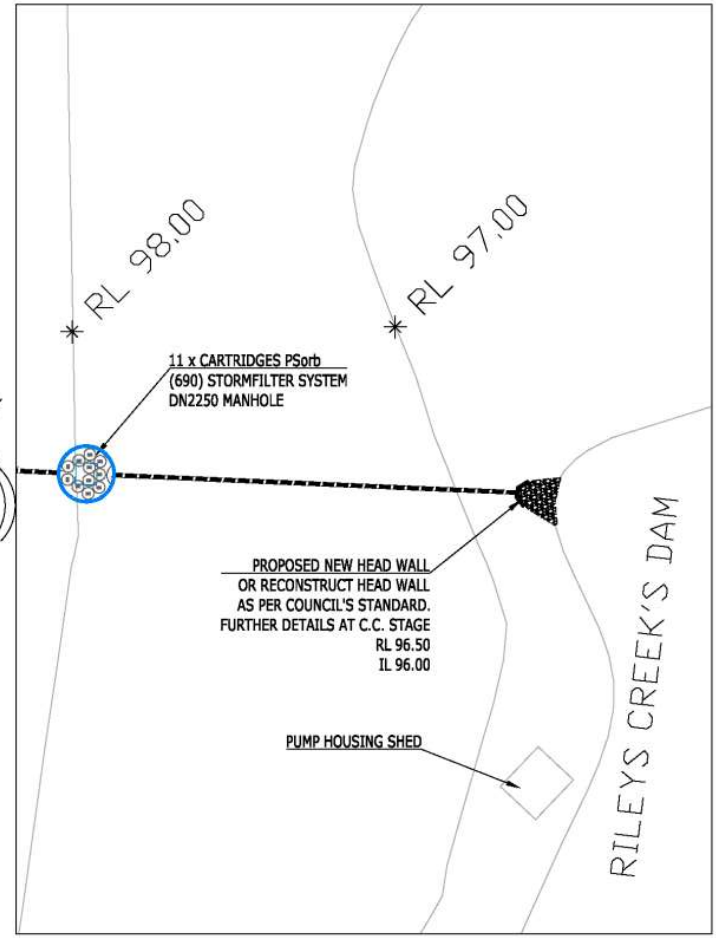 RL 98.00
RL 97.00
11 x CARTRIDGES PSorb
(690) STORMFILTER SYSTEM
DN2250 MANHOLE
PROPOSED NEW HEAD WALL
OR RECONSTRUCT HEAD WALL
AS PER COUNCIL'S STANDARD.
FURTHER DETAILS AT C.C. STAGE
RL 96.50
IL 96.00
PUMP HOUSING SHED
RILEYS CREEK'S DAM